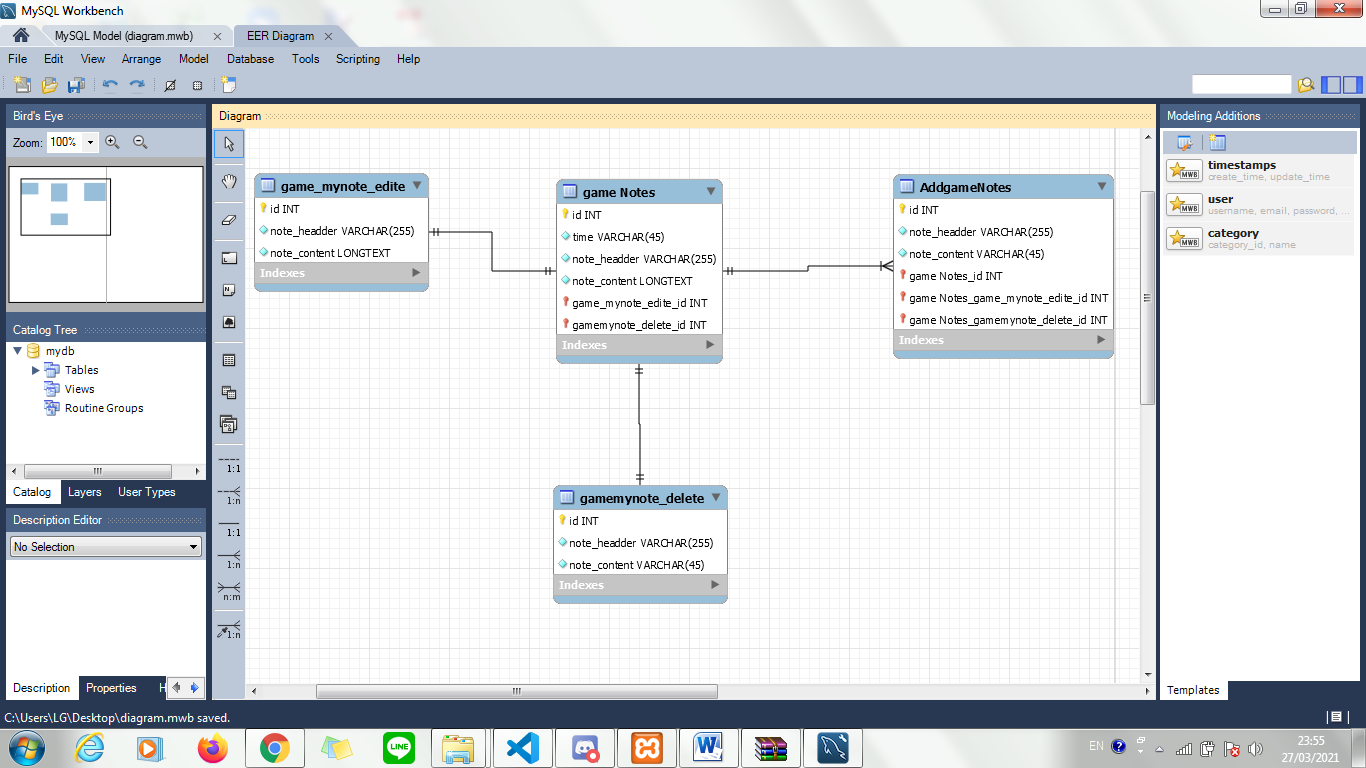 MySQL Workbench
MySQL Model (diagram.mwb)
EER Diagram
File Edit View Arrange Model Database Tools Scripting Help
Bird's Eye
Zoom: 100%
Catalog Tree
mydb
Tables
Views
Routine Groups
Catalog Layers User Types
Description Editor
No Selection
Description Properties H
Diagram
1:1
1:n
1:1
1:n
n:m
1:n
game_mynote_edite
id INT
note_headder VARCHAR(255)
note_content LONGTEXT
Indexes
game Notes
id INT
time VARCHAR(45)
note_headder VARCHAR(255)
note_content LONGTEXT
game_mynote_edite_id INT
gamemynote_delete_id INT
Indexes
AddgameNotes
id INT
note_headder VARCHAR(255)
note_content VARCHAR(45)
game Notes_id INT
game Notes_game_mynote_edite_id INT
game Notes_gamemynote_delete_id INT
Indexes
gamemynote_delete
id INT
note_headder VARCHAR(255)
note_content VARCHAR(45)
Indexes
Modeling Additions
MWB
timestamps
create_time, update_time
MWB
user
username, email, password, ...
MWB
category
category_id, name
Templates
C:\Users\LG\Desktop\diagram.mwb saved.
LINE
EN
23:55
27/03/2021